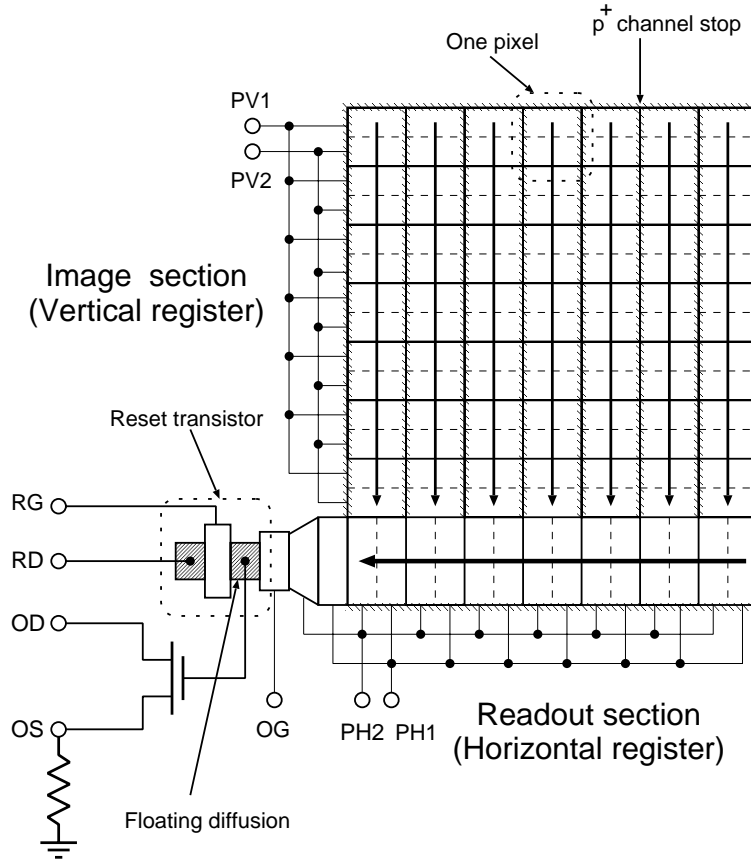 p+ channel stop
One pixel
PV1
PV2
Image section
(Vertical register)
Reset transistor
RG
RD
OD
OS
OG
PH2
PH1
Readout section
(Horizontal register)
Floating diffusion